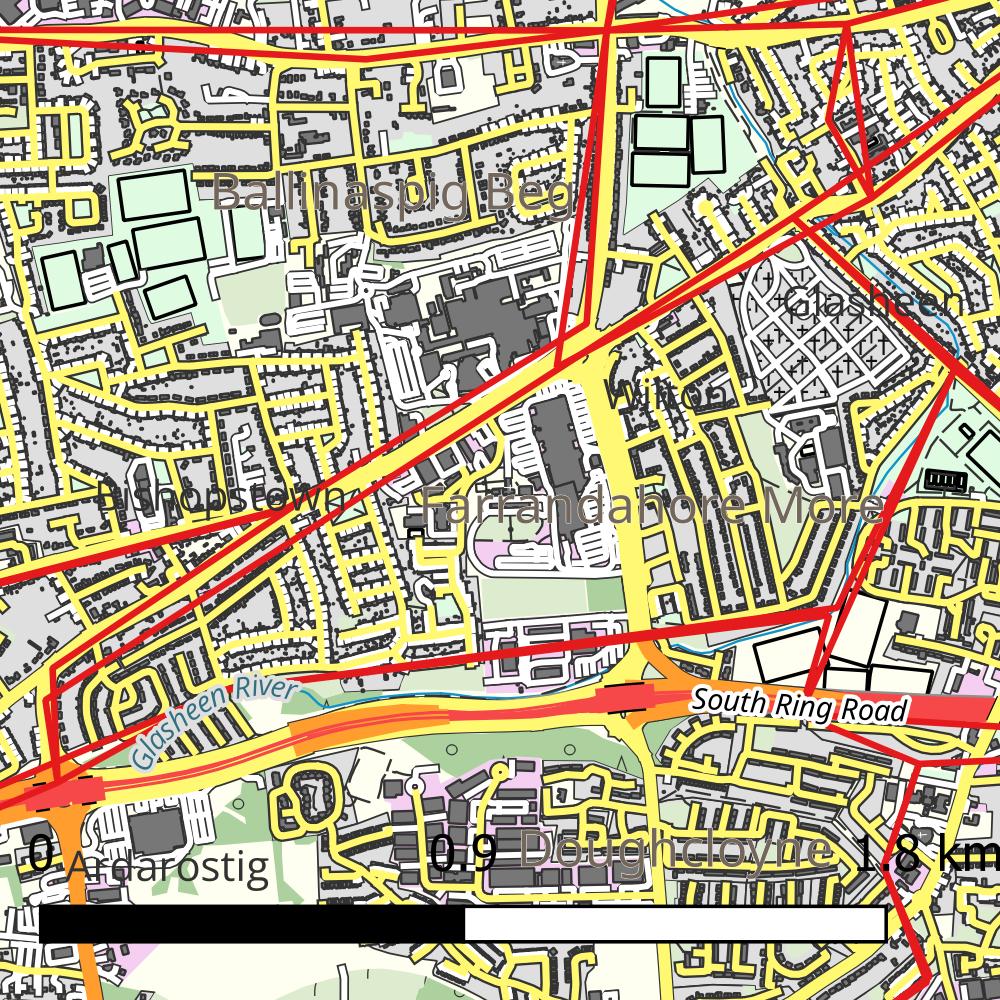 Ballinaspig Beg
Glasheen
Wilton
Bishopstown
Farrandahore More
Glasheen River
South Ring Road
0 0.9 1.8 km
Doughcloyne
Ardarostig